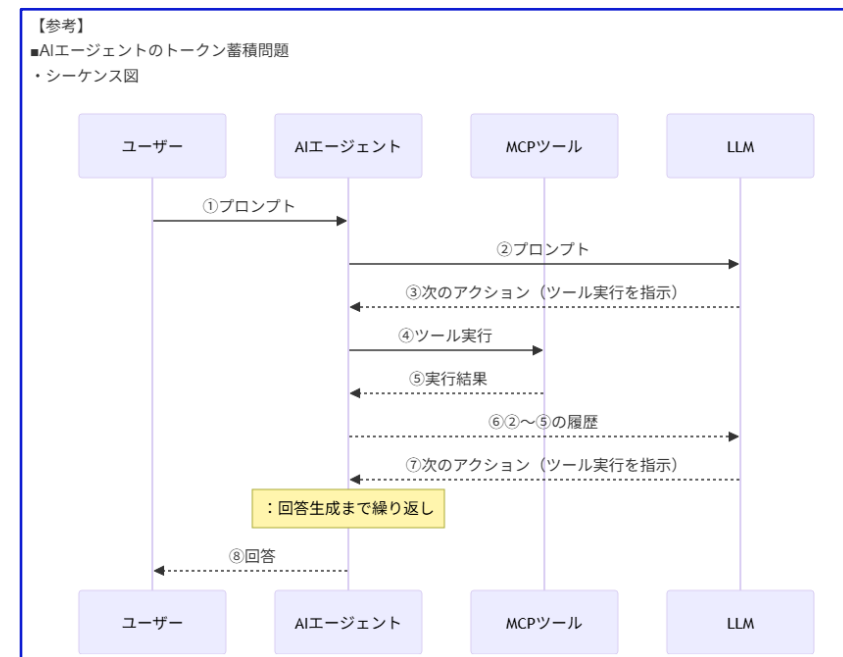 【参考】
■AIエージェントのトークン蓄積問題
・シーケンス図
ユーザー AIエージェント MCPツール LLM
①プロンプト
②プロンプト
③次のアクション（ツール実行を指示）
④ツール実行
⑤実行結果
⑥②～⑤の履歴
⑦次のアクション（ツール実行を指示）
：回答生成まで繰り返し
⑧回答
ユーザー AIエージェント MCPツール LLM